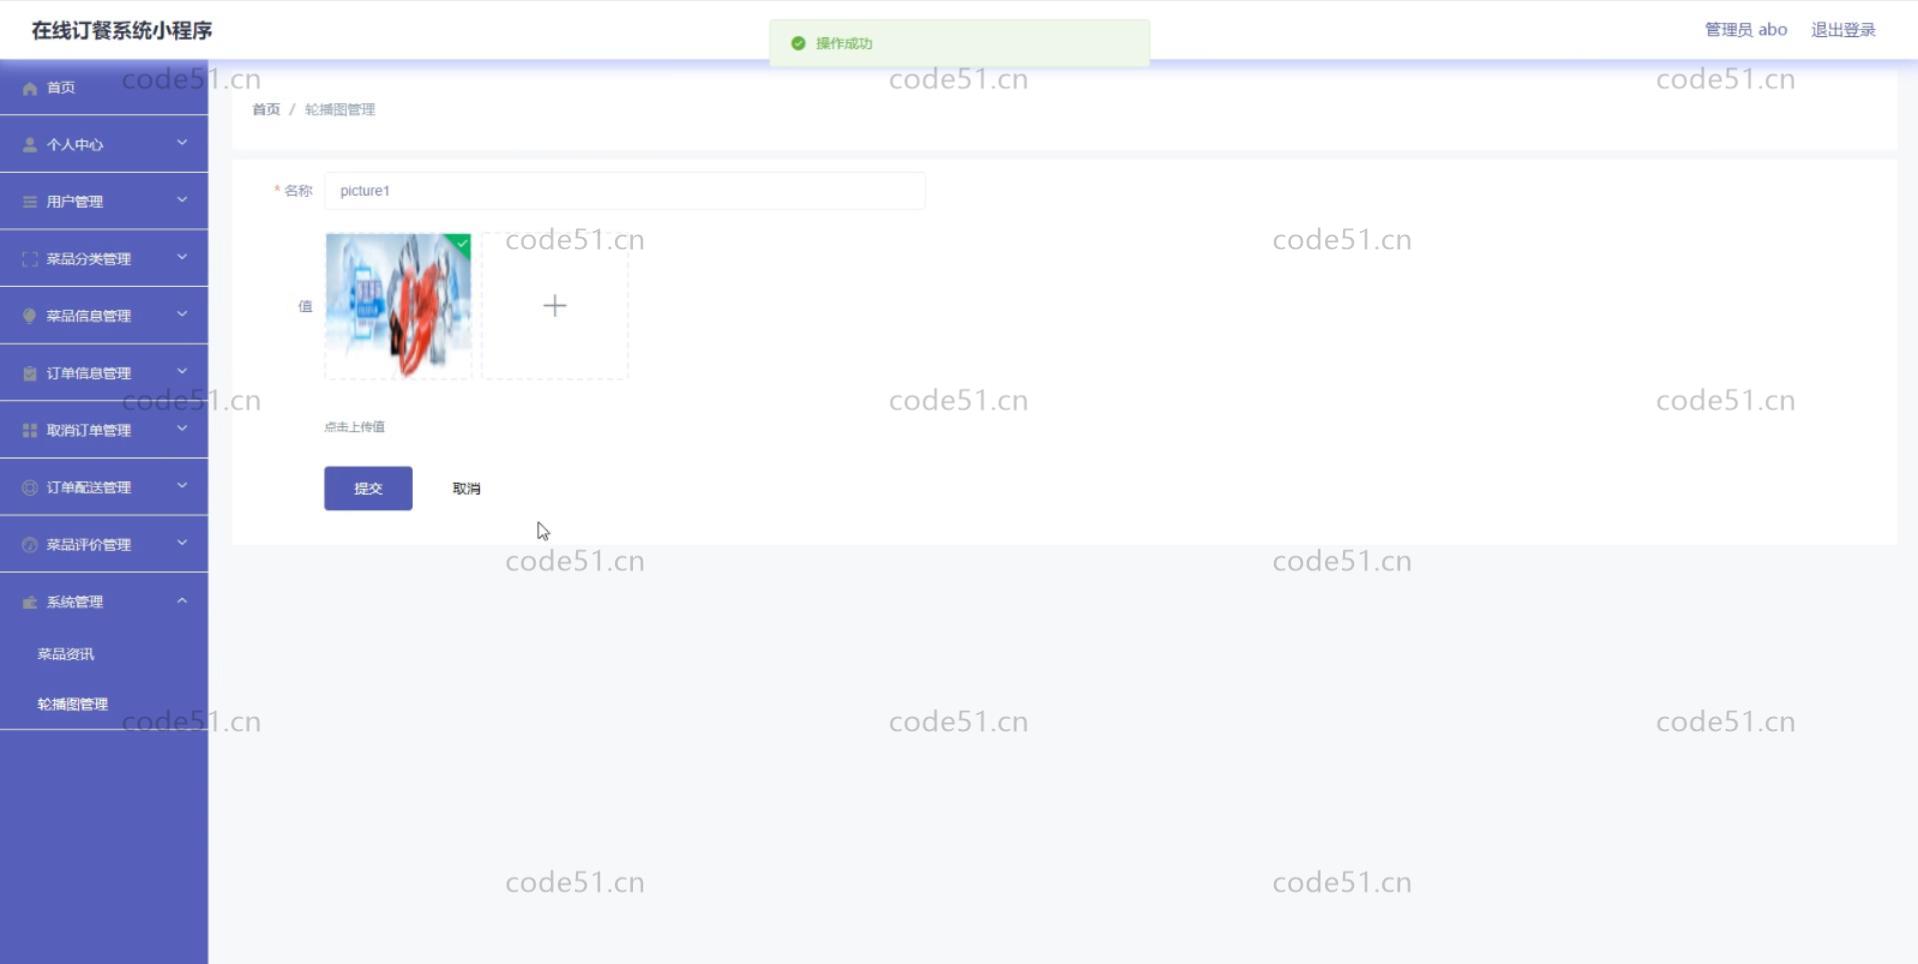 在线订餐系统小程序
操作成功
管理员 abo
退出登录
首页
code51.cn
code51.cn
code51.cn
首页 / 轮播图管理
个人中心
* 名称
picture1
用户管理
code51.cn
code51.cn
菜品分类管理
值
菜品信息管理
订单信息管理
code51.cn
code51.cn
code51.cn
点击上传值
取消订单管理
提交
取消
订单配送管理
菜品评价管理
code51.cn
code51.cn
系统管理
菜品资讯
轮播图管理
code51.cn
code51.cn
code51.cn
code51.cn
code51.cn